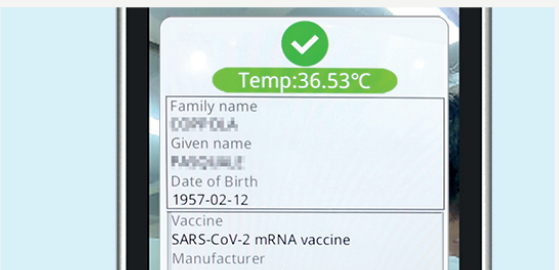 Temp:36.53℃
Family name
Given name
Date of Birth
1957-02-12
Vaccine
SARS-CoV-2 mRNA vaccine
Manufacturer